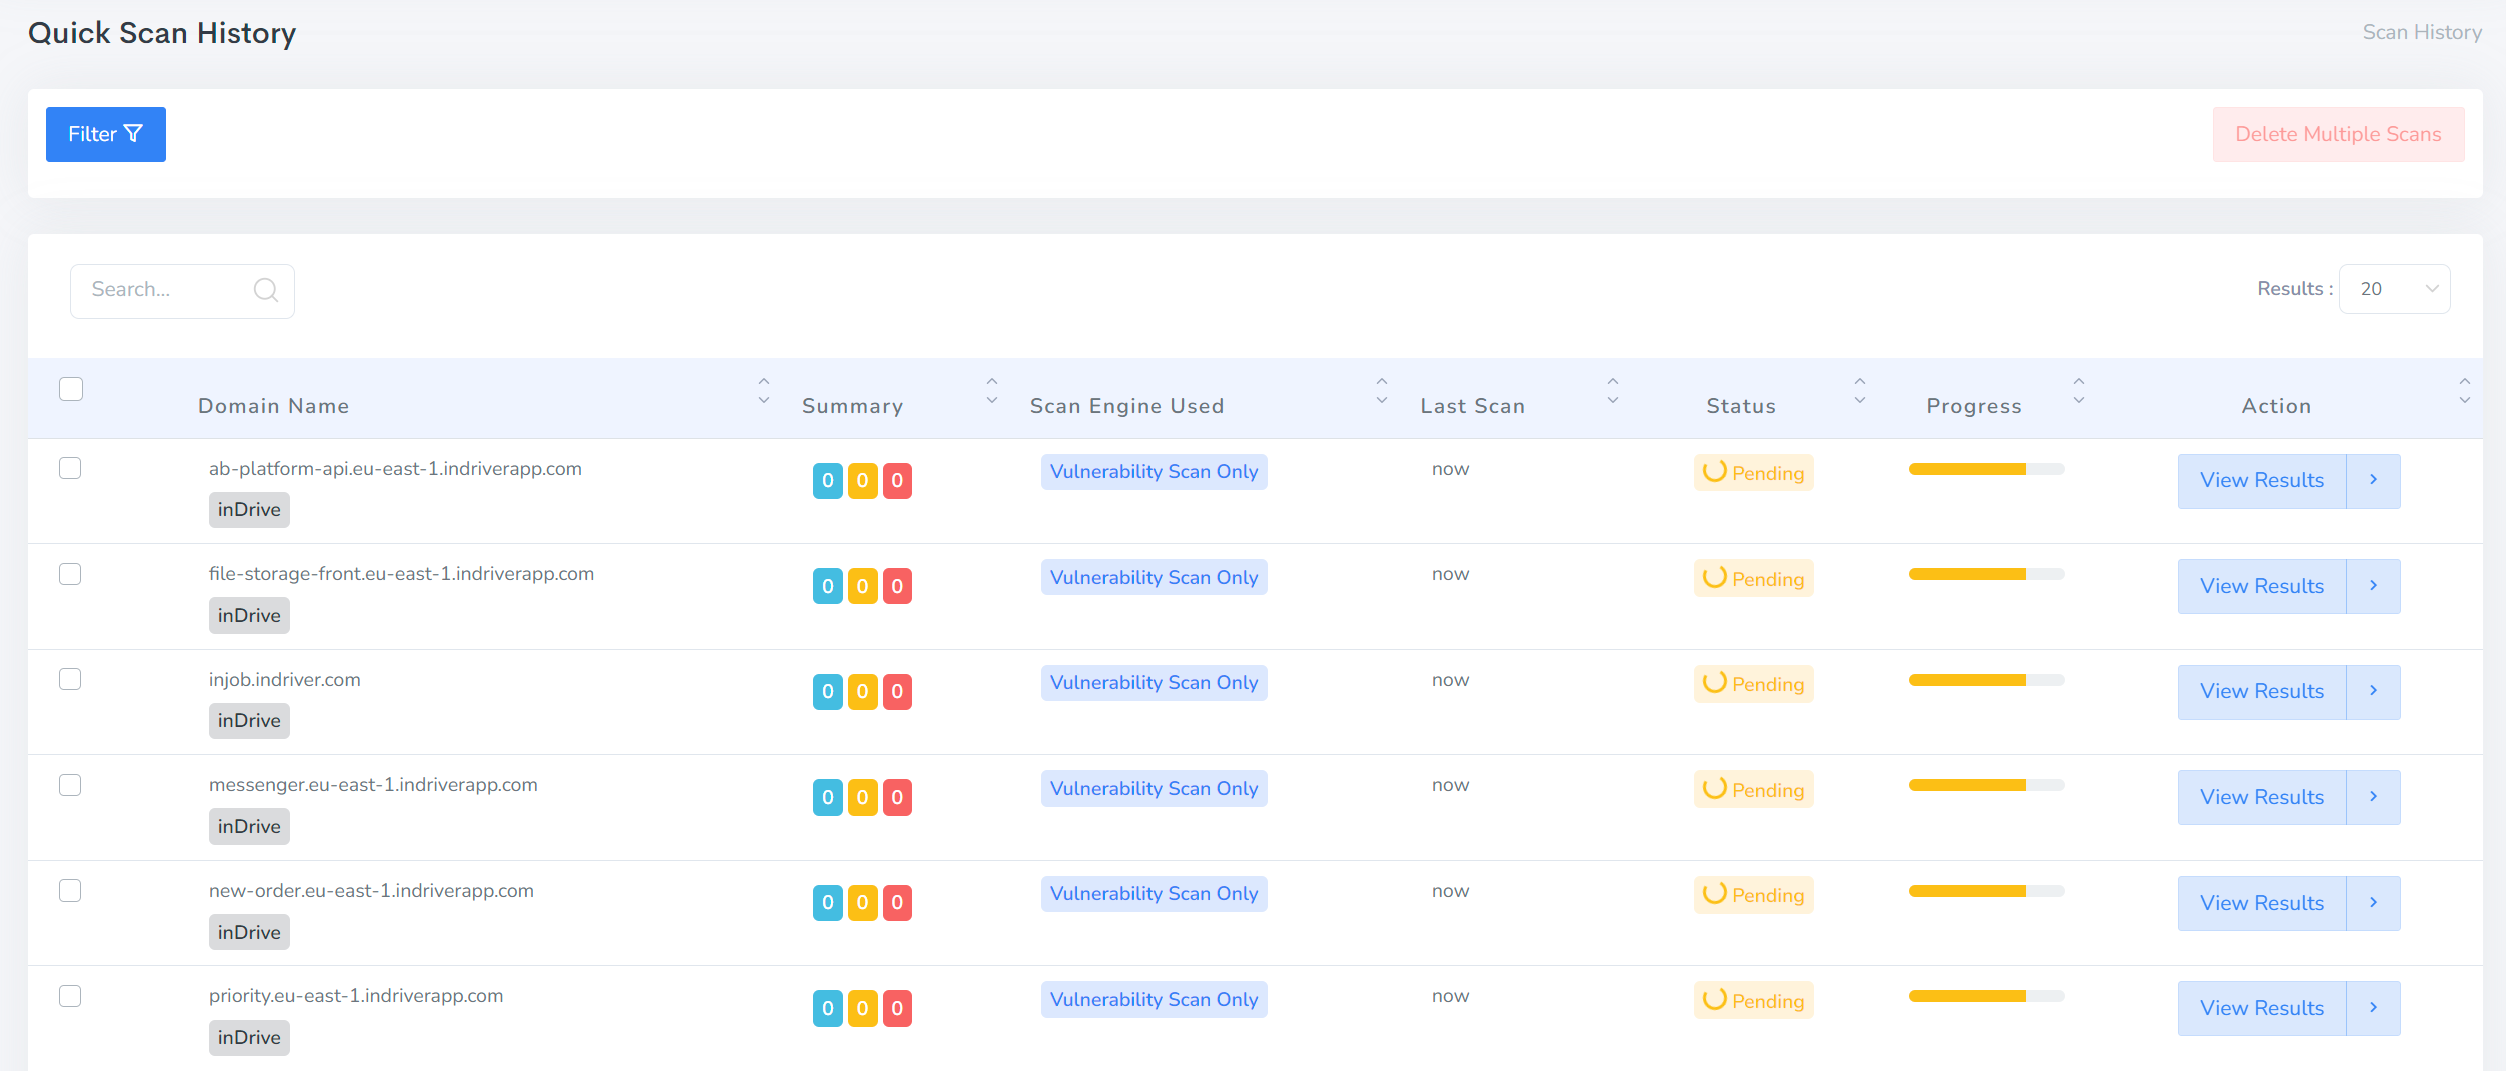 Quick Scan History
Scan History
Filter
Delete Multiple Scans
Search...
Results : 20
Domain Name Summary Scan Engine Used Last Scan Status Progress Action
ab-platform-api.eu-east-1.indriverapp.com 0 0 0 Vulnerability Scan Only now Pending View Results
inDrive
file-storage-front.eu-east-1.indriverapp.com 0 0 0 Vulnerability Scan Only now Pending View Results
inDrive
injob.indriver.com 0 0 0 Vulnerability Scan Only now Pending View Results
inDrive
messenger.eu-east-1.indriverapp.com 0 0 0 Vulnerability Scan Only now Pending View Results
inDrive
new-order.eu-east-1.indriverapp.com 0 0 0 Vulnerability Scan Only now Pending View Results
inDrive
priority.eu-east-1.indriverapp.com 0 0 0 Vulnerability Scan Only now Pending View Results
inDrive